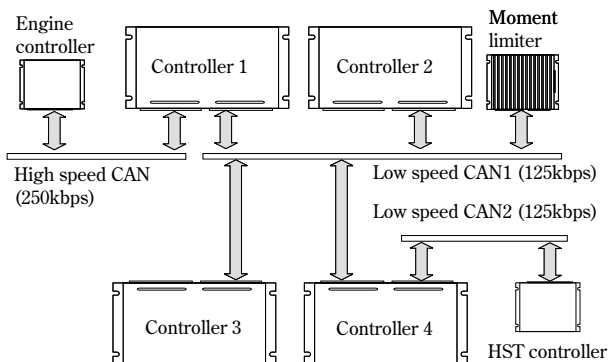 Engine
controller
Controller 1
Controller 2
Moment
limiter
High speed CAN
(250kbps)
Low speed CAN1 (125kbps)
Low speed CAN2 (125kbps)
Controller 3
Controller 4
HST controller